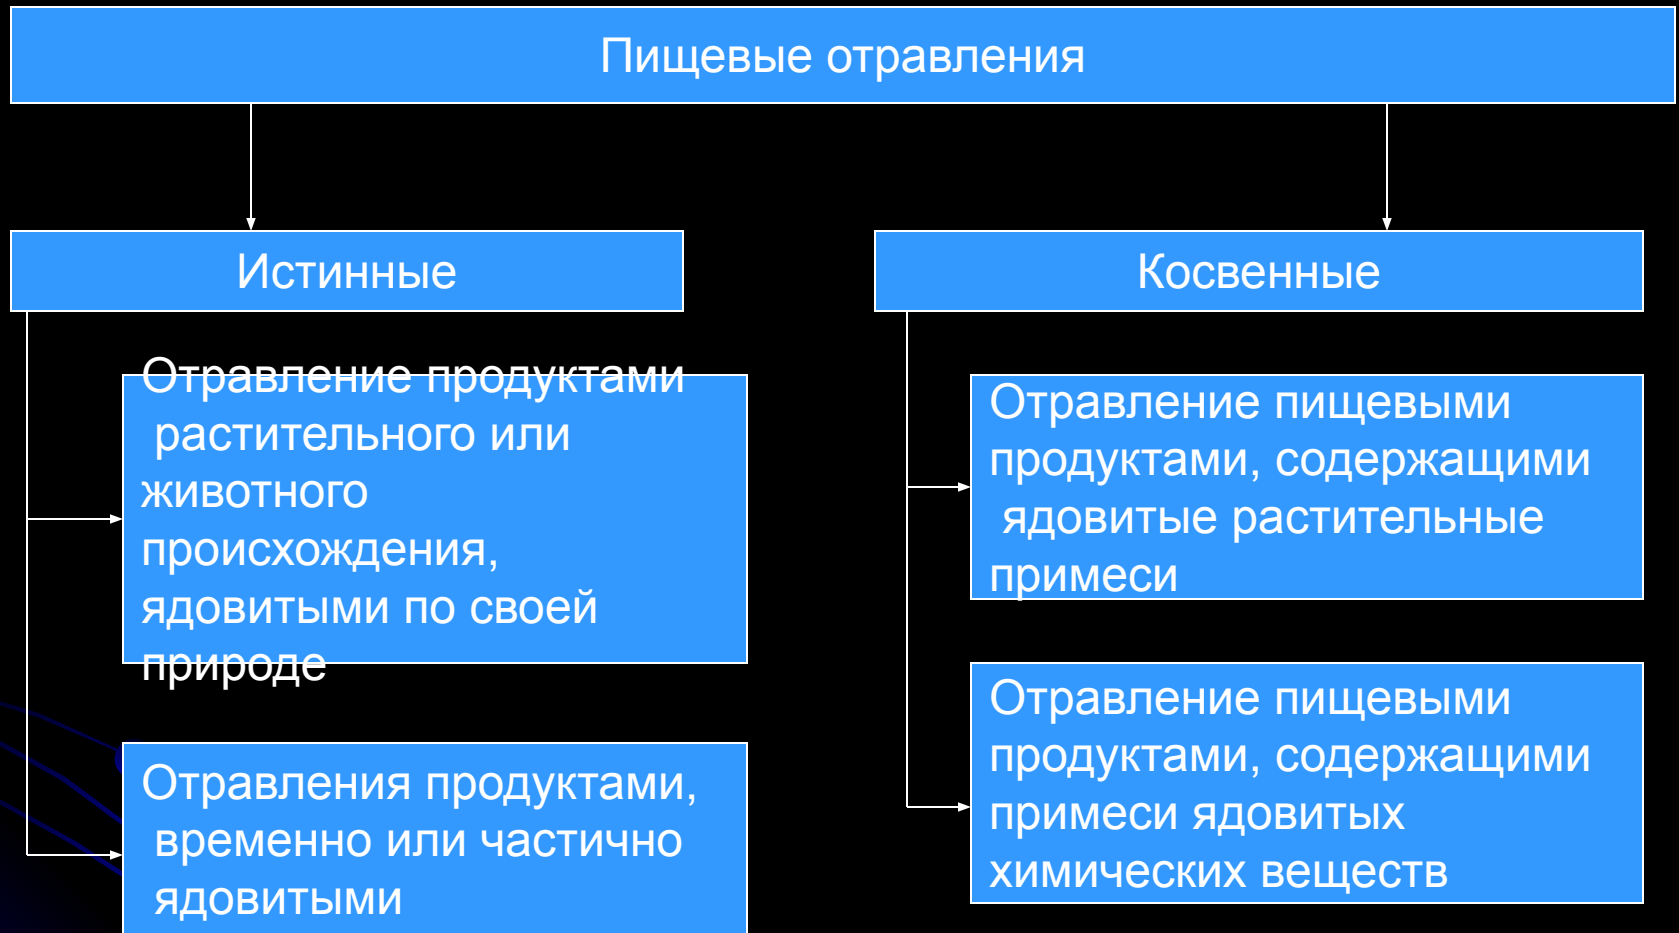 Пищевые отравления
Истинные
Косвенные
Отравление продуктами
растительного или
животного
происхождения,
ядовитыми по своей
природе
Отравления продуктами,
временно или частично
ядовитыми
Отравление пищевыми
продуктами, содержащими
ядовитые растительные
примеси
Отравление пищевыми
продуктами, содержащими
примеси ядовитых
химических веществ